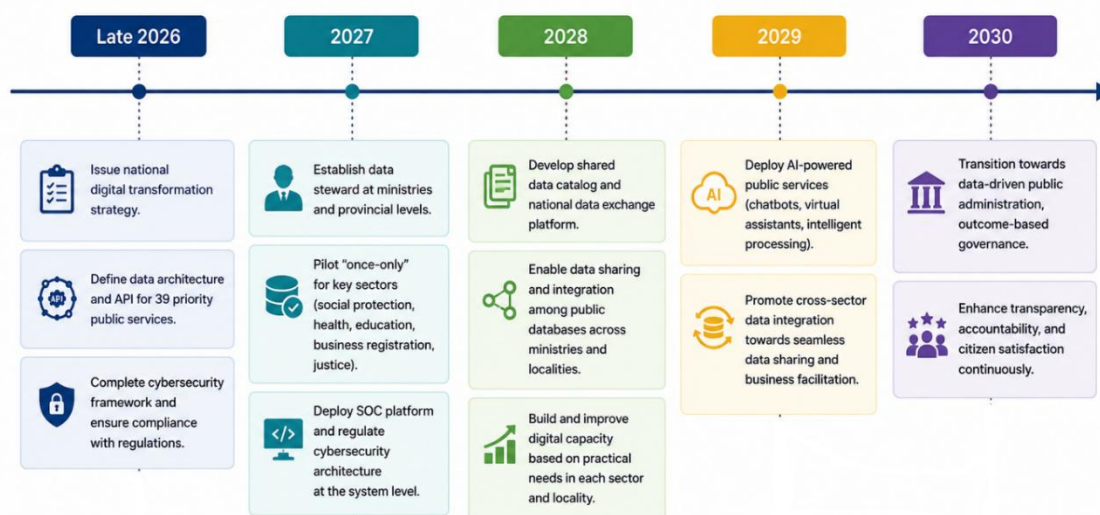 Late 2026
2027
2028
2029
2030
Issue national
digital transformation
strategy.
API
Define data architecture
and API for 39 priority
public services.
Complete cybersecurity
framework and
ensure compliance
with regulations.
Establish data
steward at ministries
and provincial levels.
Pilot “once-only”
for key sectors
(social protection,
health, education,
business registration,
justice).
</>
Deploy SOC platform
and regulate
cybersecurity
architecture
at the system level.
Develop shared
data catalog and
national data exchange
platform.
Enable data sharing
and integration
among public
databases across
ministries and
localities.
Build and improve
digital capacity
based on practical
needs in each sector
and locality.
AI
Deploy AI-powered
public services
(chatbots, virtual
assistants, intelligent
processing).
Promote cross-sector
data integration
towards seamless
data sharing and
business facilitation.
Transition towards
data-driven public
administration,
outcome-based
governance.
Enhance transparency,
accountability, and
citizen satisfaction
continuously.